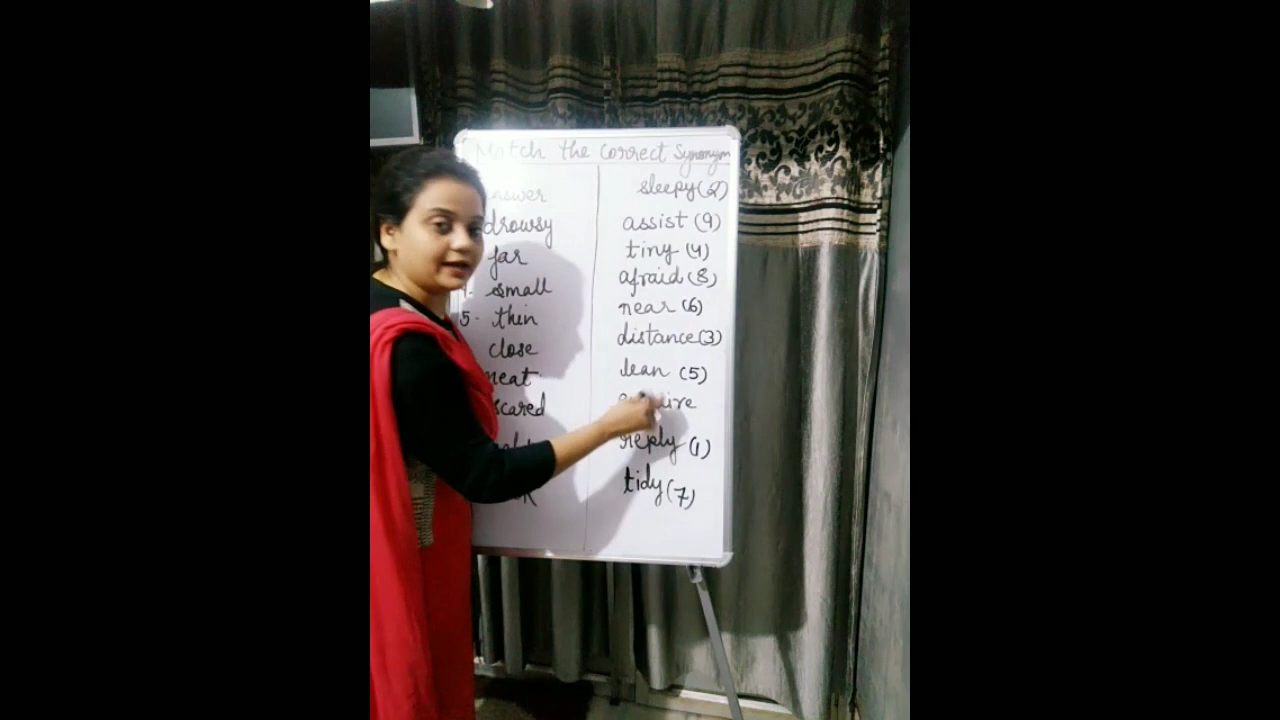 Match the correct Synonym
answer sleepy(2)
drowsy assist (9)
far tiny (4)
small afraid(8)
5- thin near (6)
close distance(3)
neat lean (5)
scared
reply (1)
tidy(7)